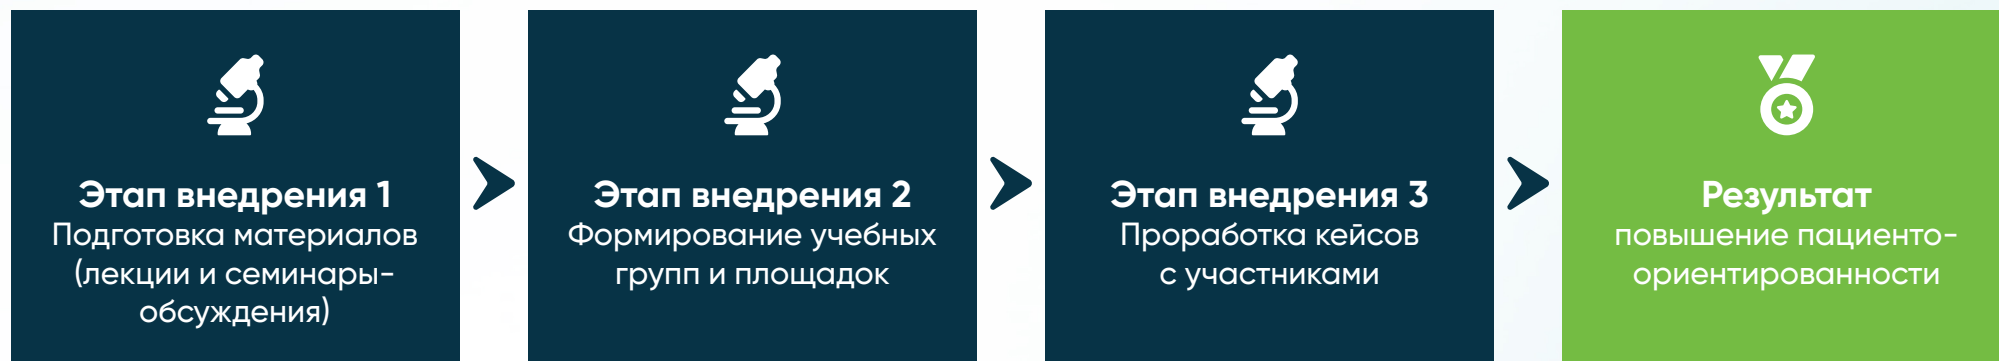 Этап внедрения 1
Подготовка материалов
(лекции и семинары-
обсуждения)
Этап внедрения 2
Формирование учебных
групп и площадок
Этап внедрения 3
Проработка кейсов
с участниками
Результат
повышение пациенто-
ориентированности